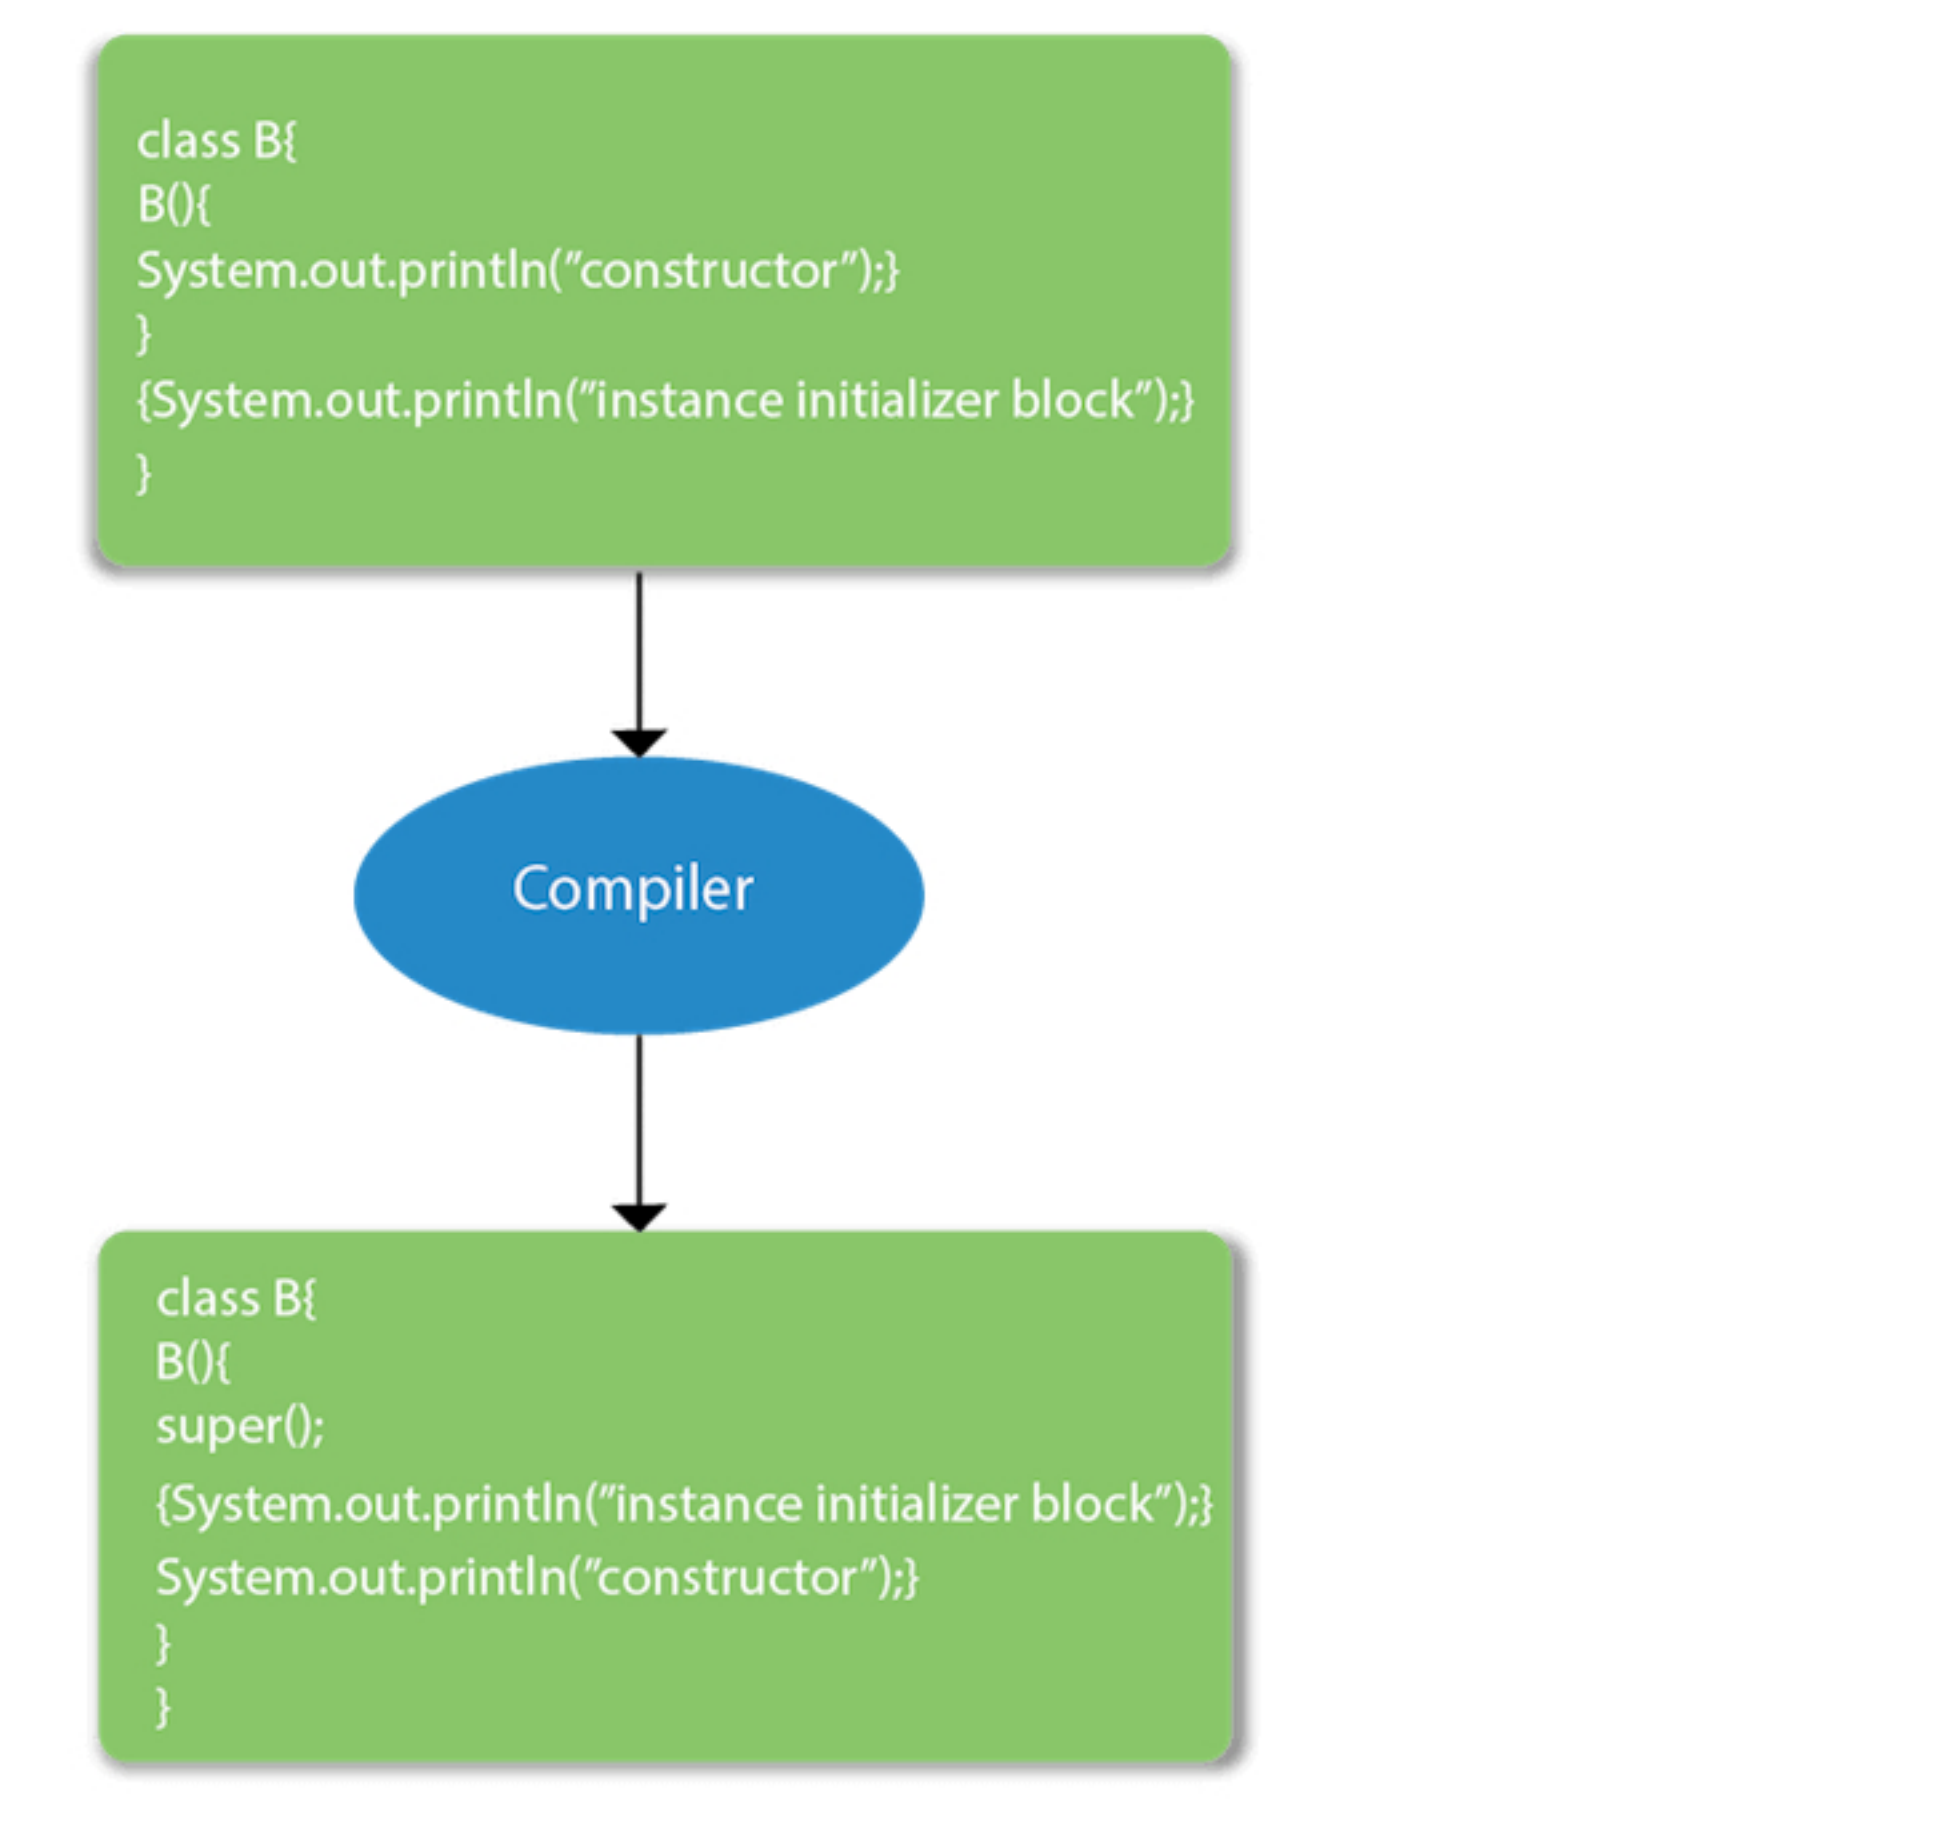 class B{
B(){
System.out.println(”constructor”);}
}
{System.out.println(”instance initializer block”);}
}
Compiler
class B{
B(){
super();
{System.out.println(”instance initializer block”);}
System.out.println(”constructor”);}
}
}